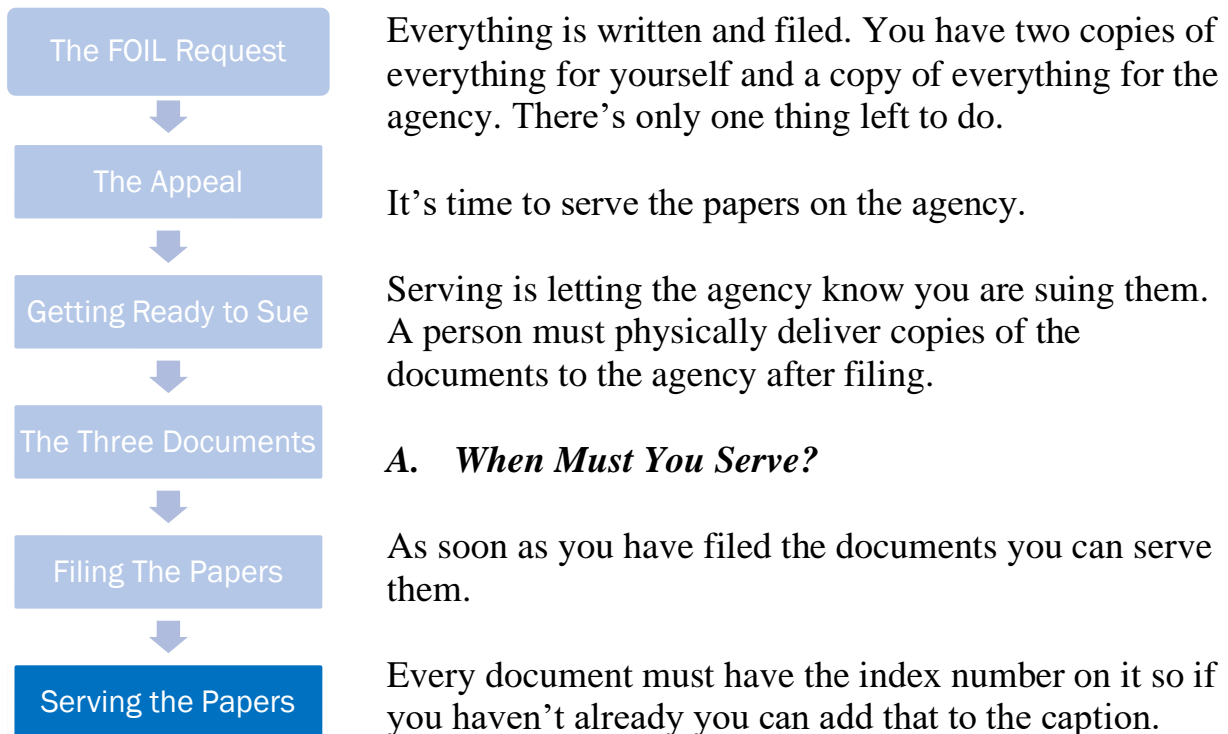 The FOIL Request
The Appeal
Getting Ready to Sue
The Three Documents
Filing The Papers
Serving the Papers
Everything is written and filed. You have two copies of
everything for yourself and a copy of everything for the
agency. There’s only one thing left to do.
It’s time to serve the papers on the agency.
Serving is letting the agency know you are suing them.
A person must physically deliver copies of the
documents to the agency after filing.
A. When Must You Serve?
As soon as you have filed the documents you can serve
them.
Every document must have the index number on it so if
you haven’t already you can add that to the caption.